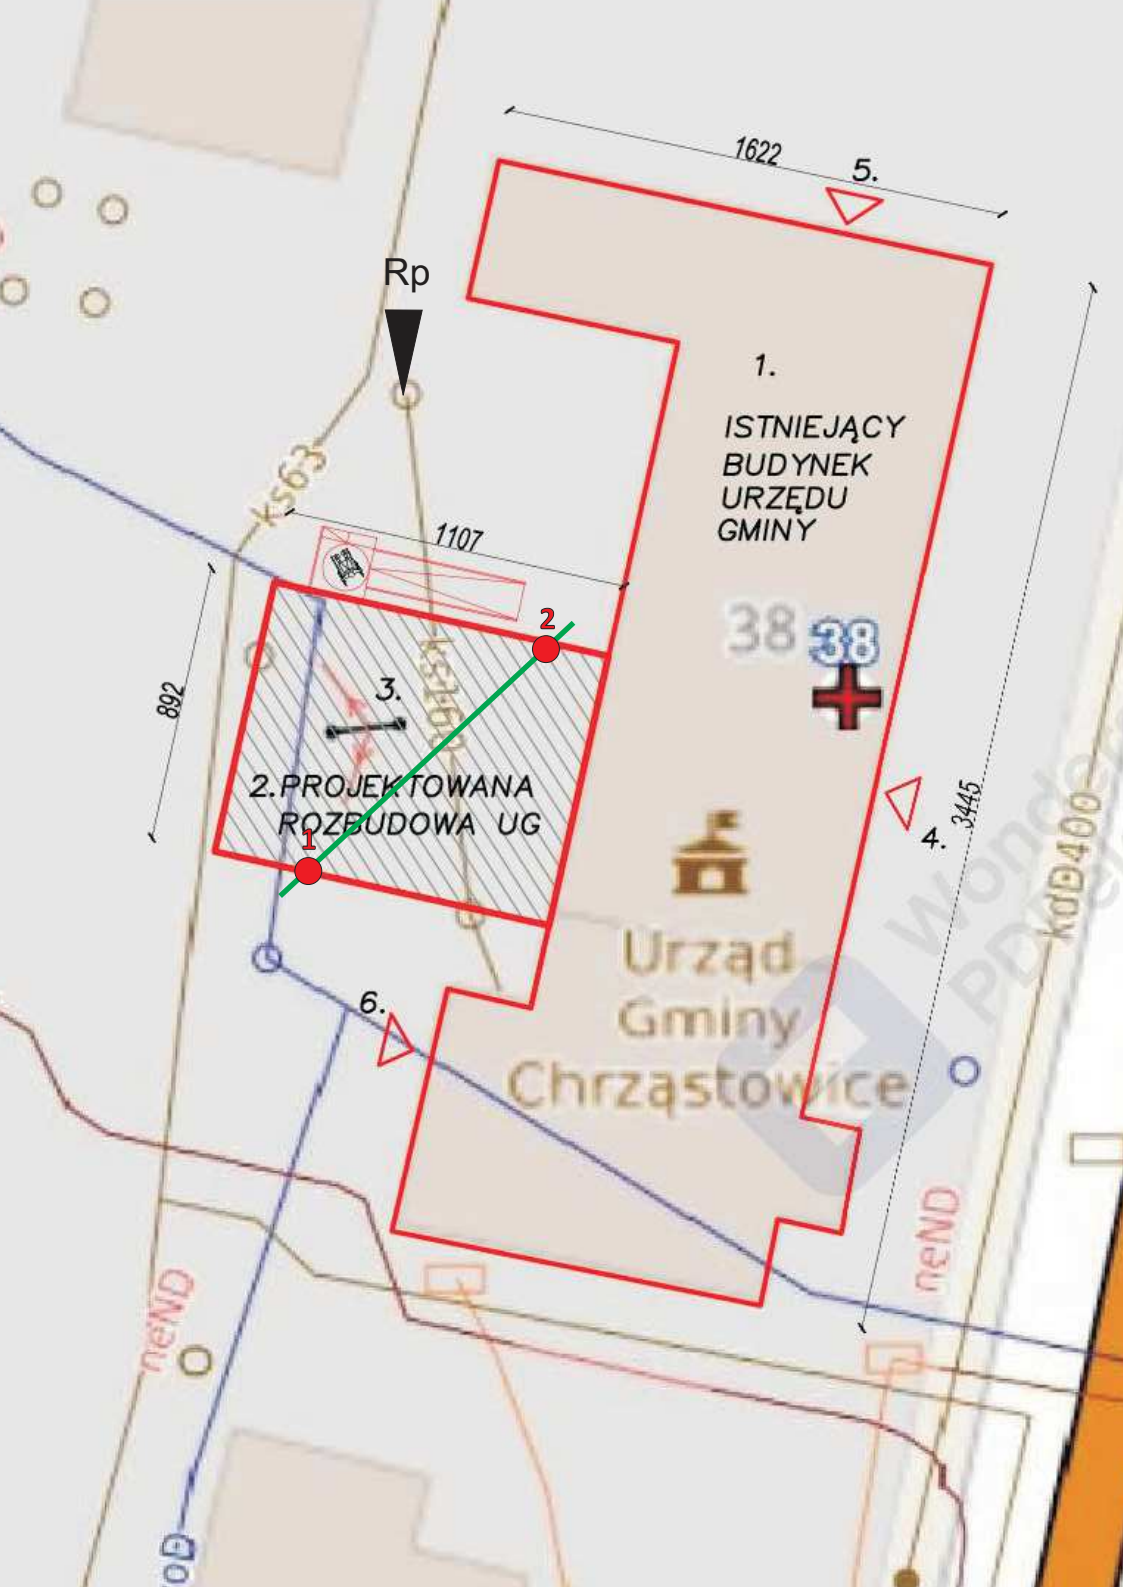 1622
5.
Rp
1.
ISTNIEJĄCY
BUDYNEK
URZĘDU
GMINY
ks63
1107
2
38 38
892
3.
ks160
2.PROJEKTOWANA
ROZBUDOWA UG
1
3445
4.
kdD400
Urząd
Gminy
Chrząstowice
6.
neND
neND